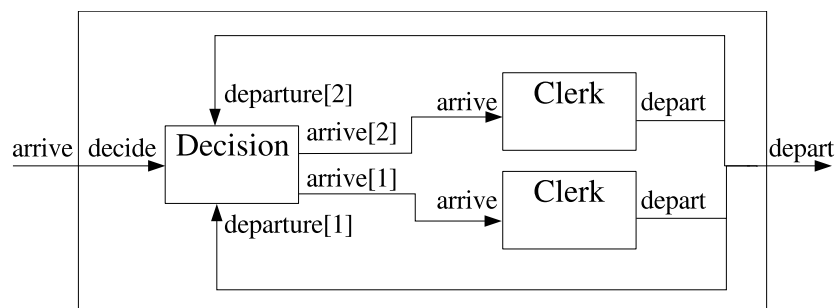 departure[2]
arrive
Clerk
depart
arrive
decide
Decision
arrive[2]
depart
arrive[1]
arrive
Clerk
depart
departure[1]